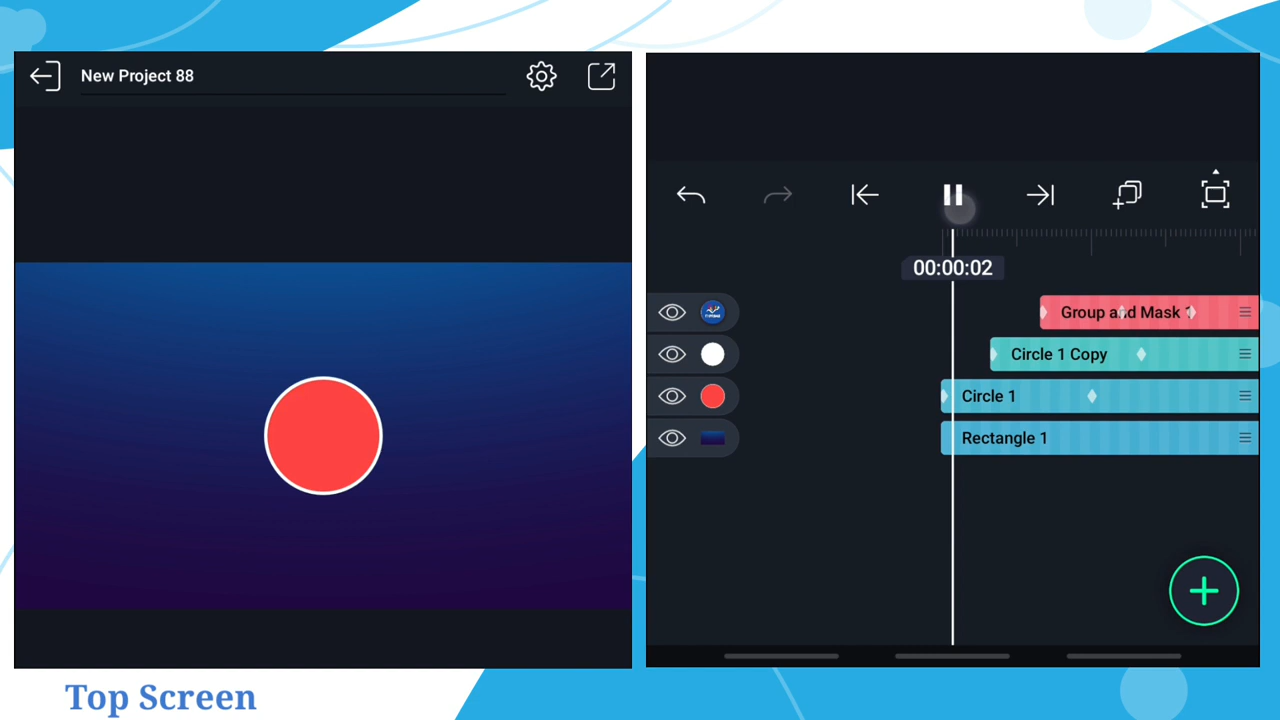 New Project 88
00:00:02
Group and Mask 1
Circle 1 Copy
Circle 1
Rectangle 1
Top Screen